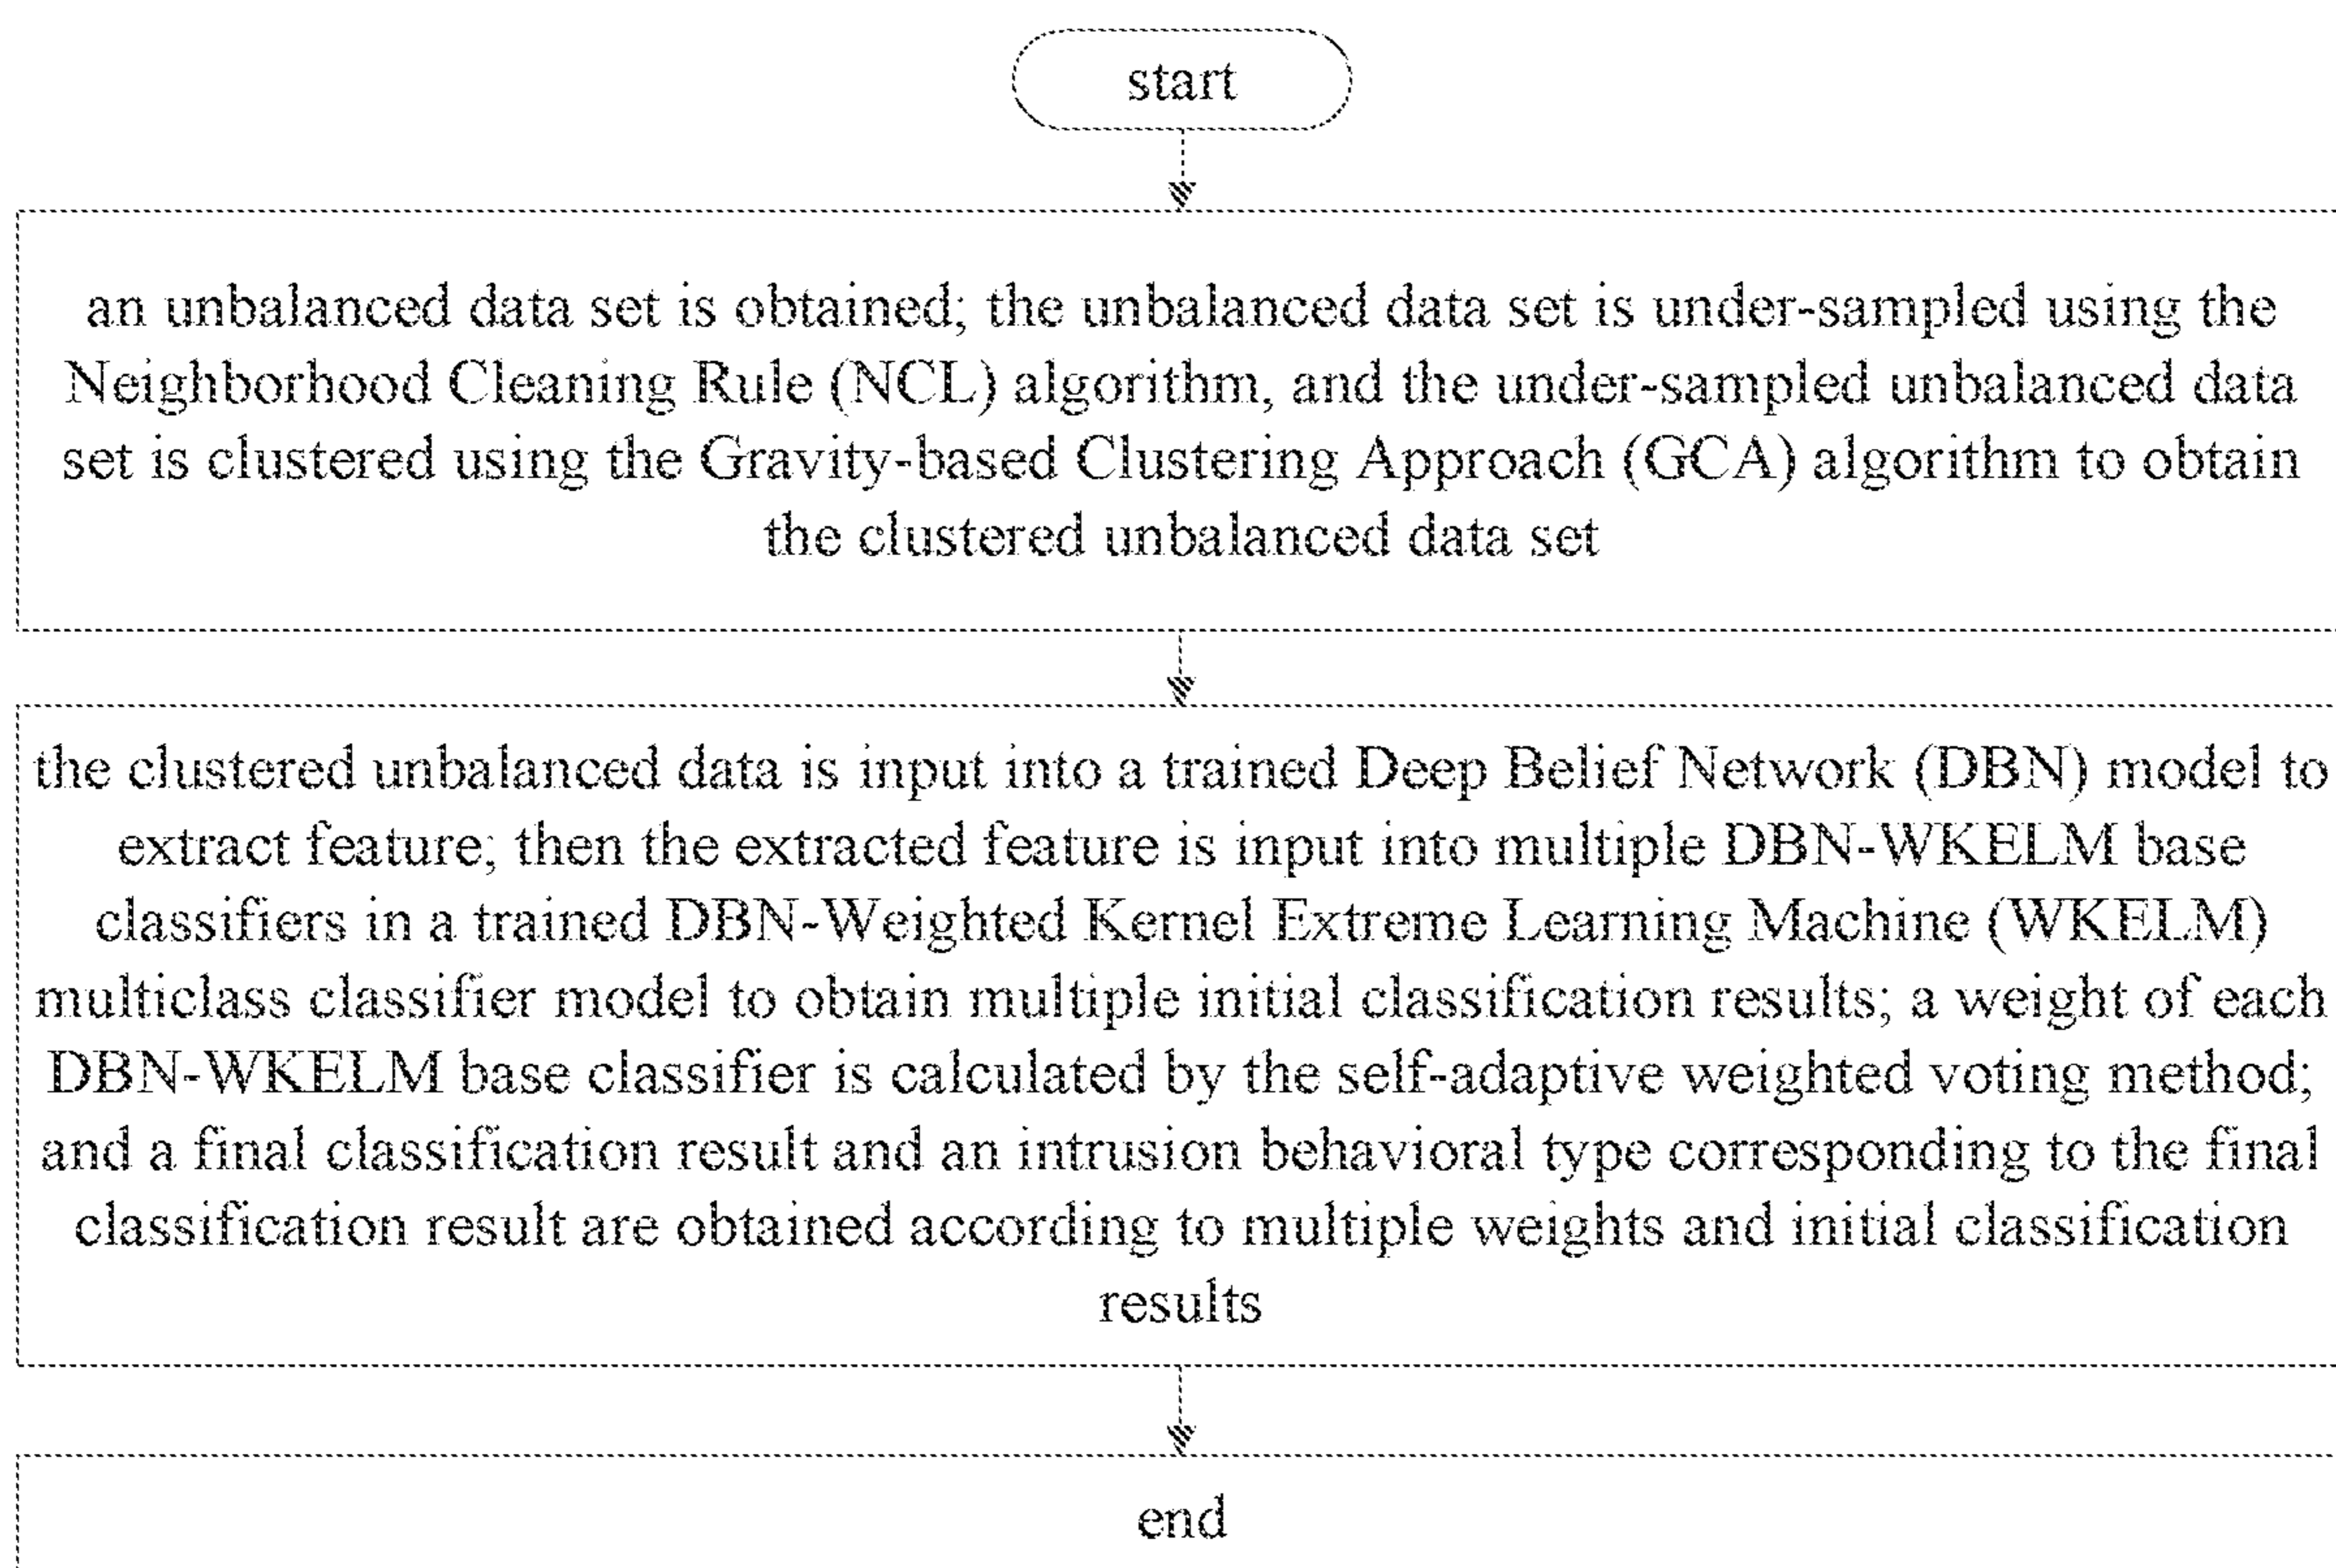 start
an unbalanced data set is obtained; the unbalanced data set is under-sampled using the
Neighborhood Cleaning Rule (NCL) algorithm, and the under-sampled unbalanced data
set is clustered using the Gravity-based Clustering Approach (GCA) algorithm to obtain
the clustered unbalanced data set
the clustered unbalanced data is input into a trained Deep Belief Network (DBN) model to
extract feature; then the extracted feature is input into multiple DBN-WKELM base
classifiers in a trained DBN-Weighted Kernel Extreme Learning Machine (WKELM)
multiclass classifier model to obtain multiple initial classification results; a weight of each
DBN-WKELM base classifier is calculated by the self-adaptive weighted voting method;
and a final classification result and an intrusion behavioral type corresponding to the final
classification result are obtained according to multiple weights and initial classification
results
end